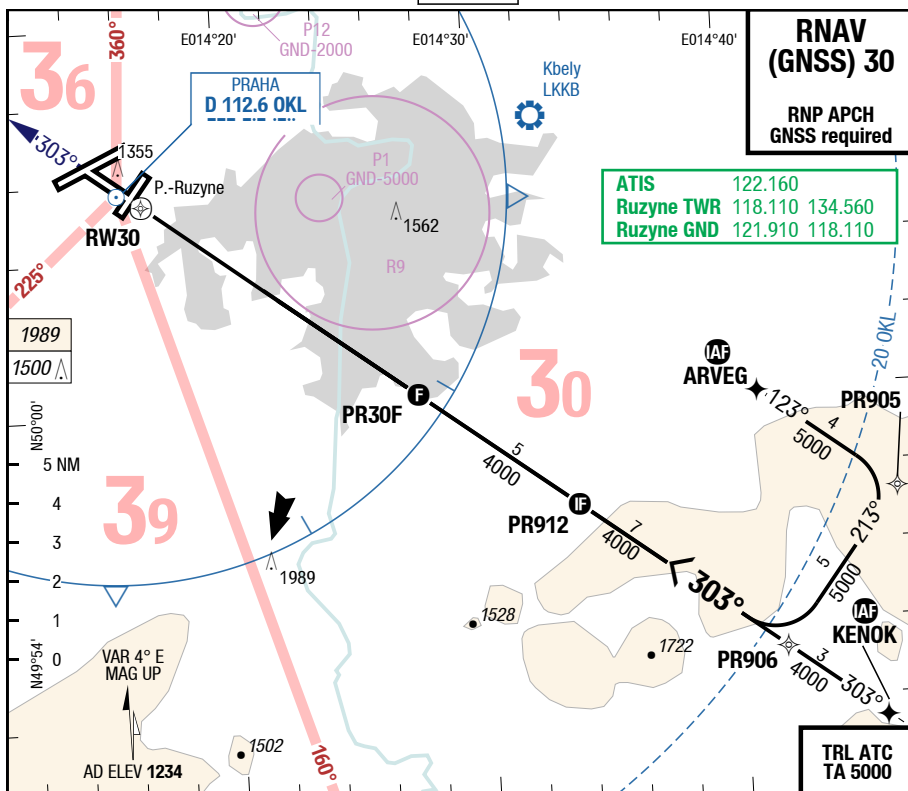 E014°20'
P12
GND-2000
E014°30'
E014°40'
RNAV
(GNSS) 30
RNP APCH
GNSS required
360°
36
PRAHA
D 112.6 OKL
Kbely
LKKB
303°
1355
P.-Ruzyne
P1
GND-5000
RW30
1562
R9
ATIS 122.160
Ruzyne TWR 118.110 134.560
Ruzyne GND 121.910 118.110
225°
20 OKL
1989
1500
30
IAF
ARVEG
PR905
F
PR30F
123°
4
5000
N50°00'
5 NM
4
3
2
1
0
N49°54'
39
5
4000
IF
PR912
7
4000
213°
5
5000
1989
303°
1528
1722
IAF
KENOK
PR906
3
4000
303°
VAR 4° E
MAG UP
AD ELEV 1234
1502
160°
TRL ATC
TA 5000